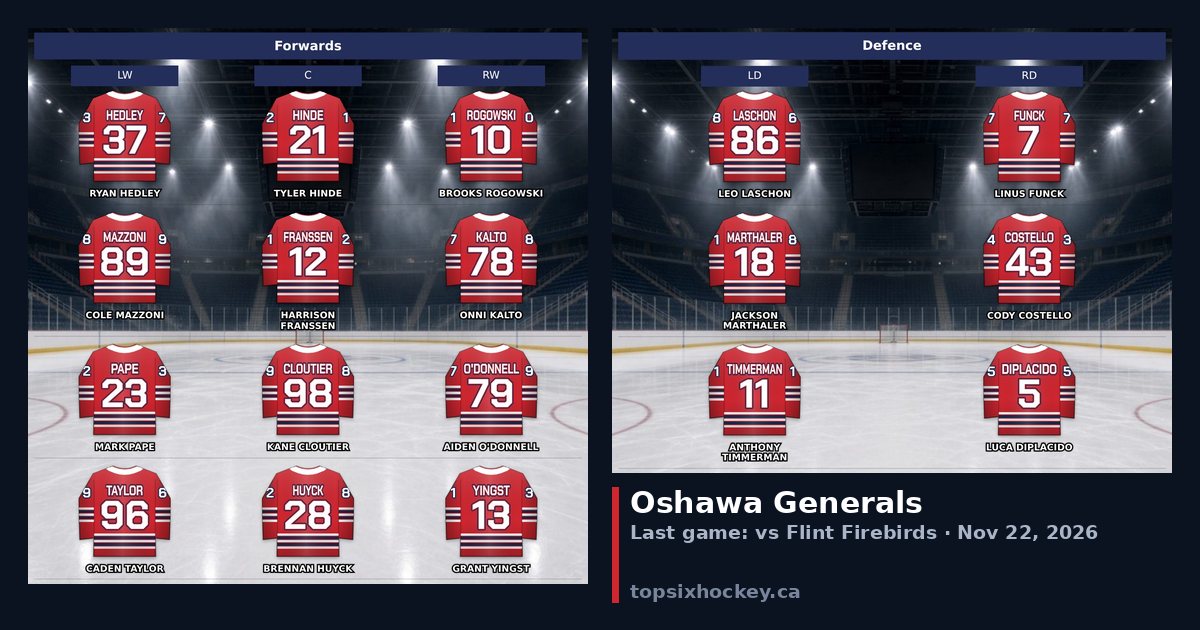 Forwards
LW
C
RW
3 HEDLEY 7
37
RYAN HEDLEY
2 HINDE 1
21
TYLER HINDE
1 ROGOWSKI 0
10
BROOKS ROGOWSKI
8 MAZZONI 9
89
COLE MAZZONI
1 FRANSSEN 2
12
HARRISON
FRANSSEN
7 KALTO 8
78
ONNI KALTO
2 PAPE 3
23
MARK PAPE
9 CLOUTIER 8
98
KANE CLOUTIER
7 O'DONNELL 9
79
AIDEN O'DONNELL
9 TAYLOR 6
96
CADEN TAYLOR
2 HUYCK 8
28
BRENNAN HUYCK
1 YINGST 3
13
GRANT YINGST
Defence
LD
RD
8 LASCHON 6
86
LEO LASCHON
7 FUNCK 7
7
LINUS FUNCK
1 MARTHALER 8
18
JACKSON
MARTHALER
4 COSTELLO 3
43
CODY COSTELLO
1 TIMMERMAN 1
11
ANTHONY
TIMMERMAN
5 DIPLACIDO 5
5
LUCA DIPLACIDO
Oshawa Generals
Last game: vs Flint Firebirds · Nov 22, 2026
topsixhockey.ca